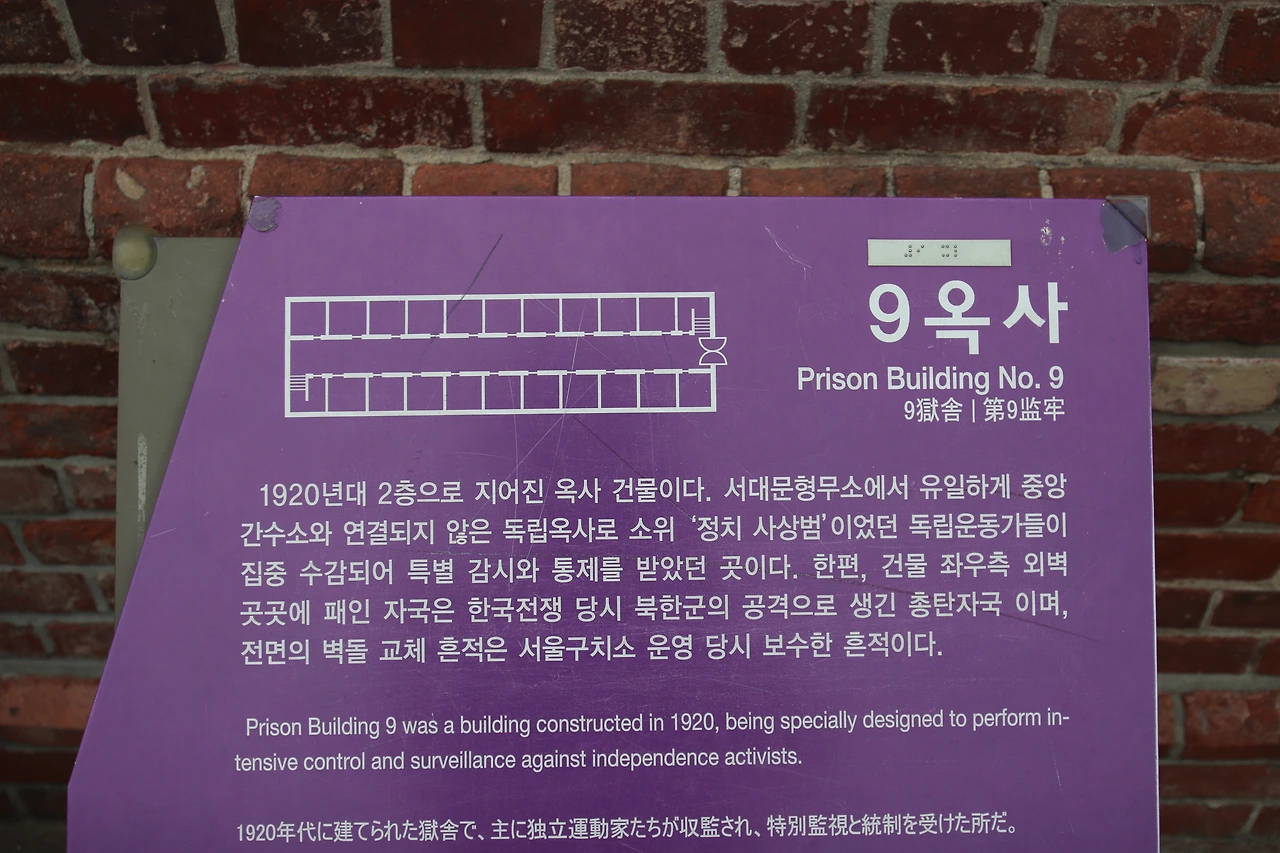 9옥사
Prison Building No. 9
9獄舎 | 第9监牢
1920년대 2층으로 지어진 옥사 건물이다. 서대문형무소에서 유일하게 중앙
간수소와 연결되지 않은 독립옥사로 소위 ‘정치 사상범’이었던 독립운동가들이
집중 수감되어 특별 감시와 통제를 받았던 곳이다. 한편, 건물 좌우측 외벽
곳곳에 패인 자국은 한국전쟁 당시 북한군의 공격으로 생긴 총탄자국 이며,
전면의 벽돌 교체 흔적은 서울구치소 운영 당시 보수한 흔적이다.
Prison Building 9 was a building constructed in 1920, being specially designed to perform in-
tensive control and surveillance against independence activists.
1920年代に建てられた獄舎で、主に独立運動家たちが収監され、特別監視と統制を受けた所だ。